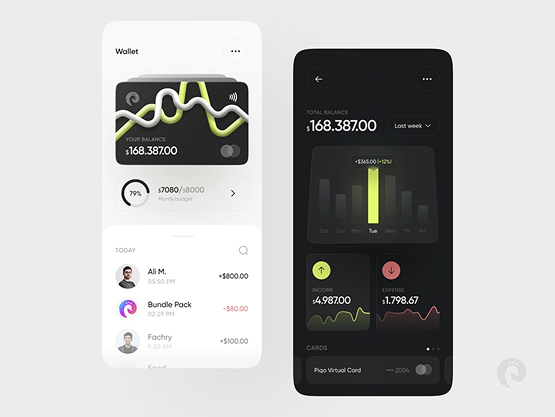 Wallet
YOUR BALANCE
$168.387.00
79%
$7080/$8000
Montly budget
TODAY
Ali M.
05:50 PM
+$800.00
Bundle Pack
02:29 PM
-$80.00
Fachry
9:30 AM
+$100.00
TOTAL BALANCE
$168.387.00
Last week
+$365.00 (+12%)
Sat Sun Mon Tue Wed Thu Fri
INCOME
$4.987.00
EXPENSE
$1.798.67
CARDS
Piqo Virtual Card
2004